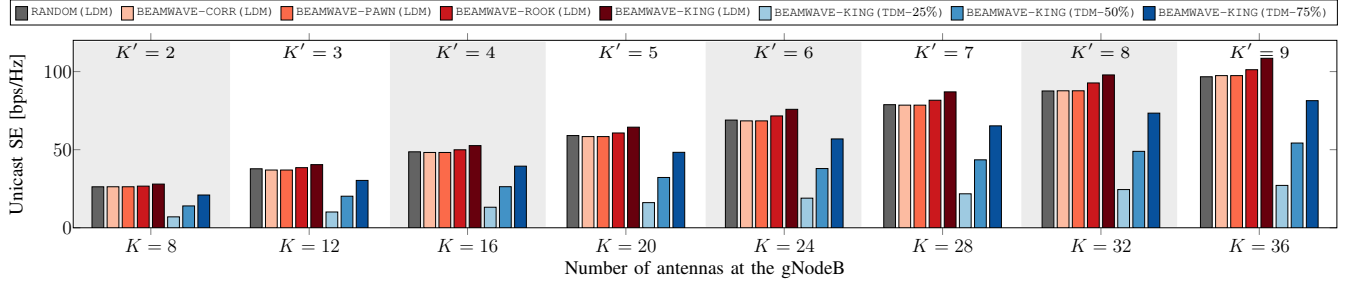 RANDOM(LDM) BEAMWAVE-CORR(LDM) BEAMWAVE-PAWN(LDM) BEAMWAVE-ROOK(LDM) BEAMWAVE-KING(LDM) BEAMWAVE-KING(TDM-25%) BEAMWAVE-KING(TDM-50%) BEAMWAVE-KING(TDM-75%)
K′ = 2 K′ = 3 K′ = 4 K′ = 5 K′ = 6 K′ = 7 K′ = 8 K′ = 9
Unicast SE [bps/Hz]
100
50
0
K = 8 K = 12 K = 16 K = 20 K = 24 K = 28 K = 32 K = 36
Number of antennas at the gNodeB